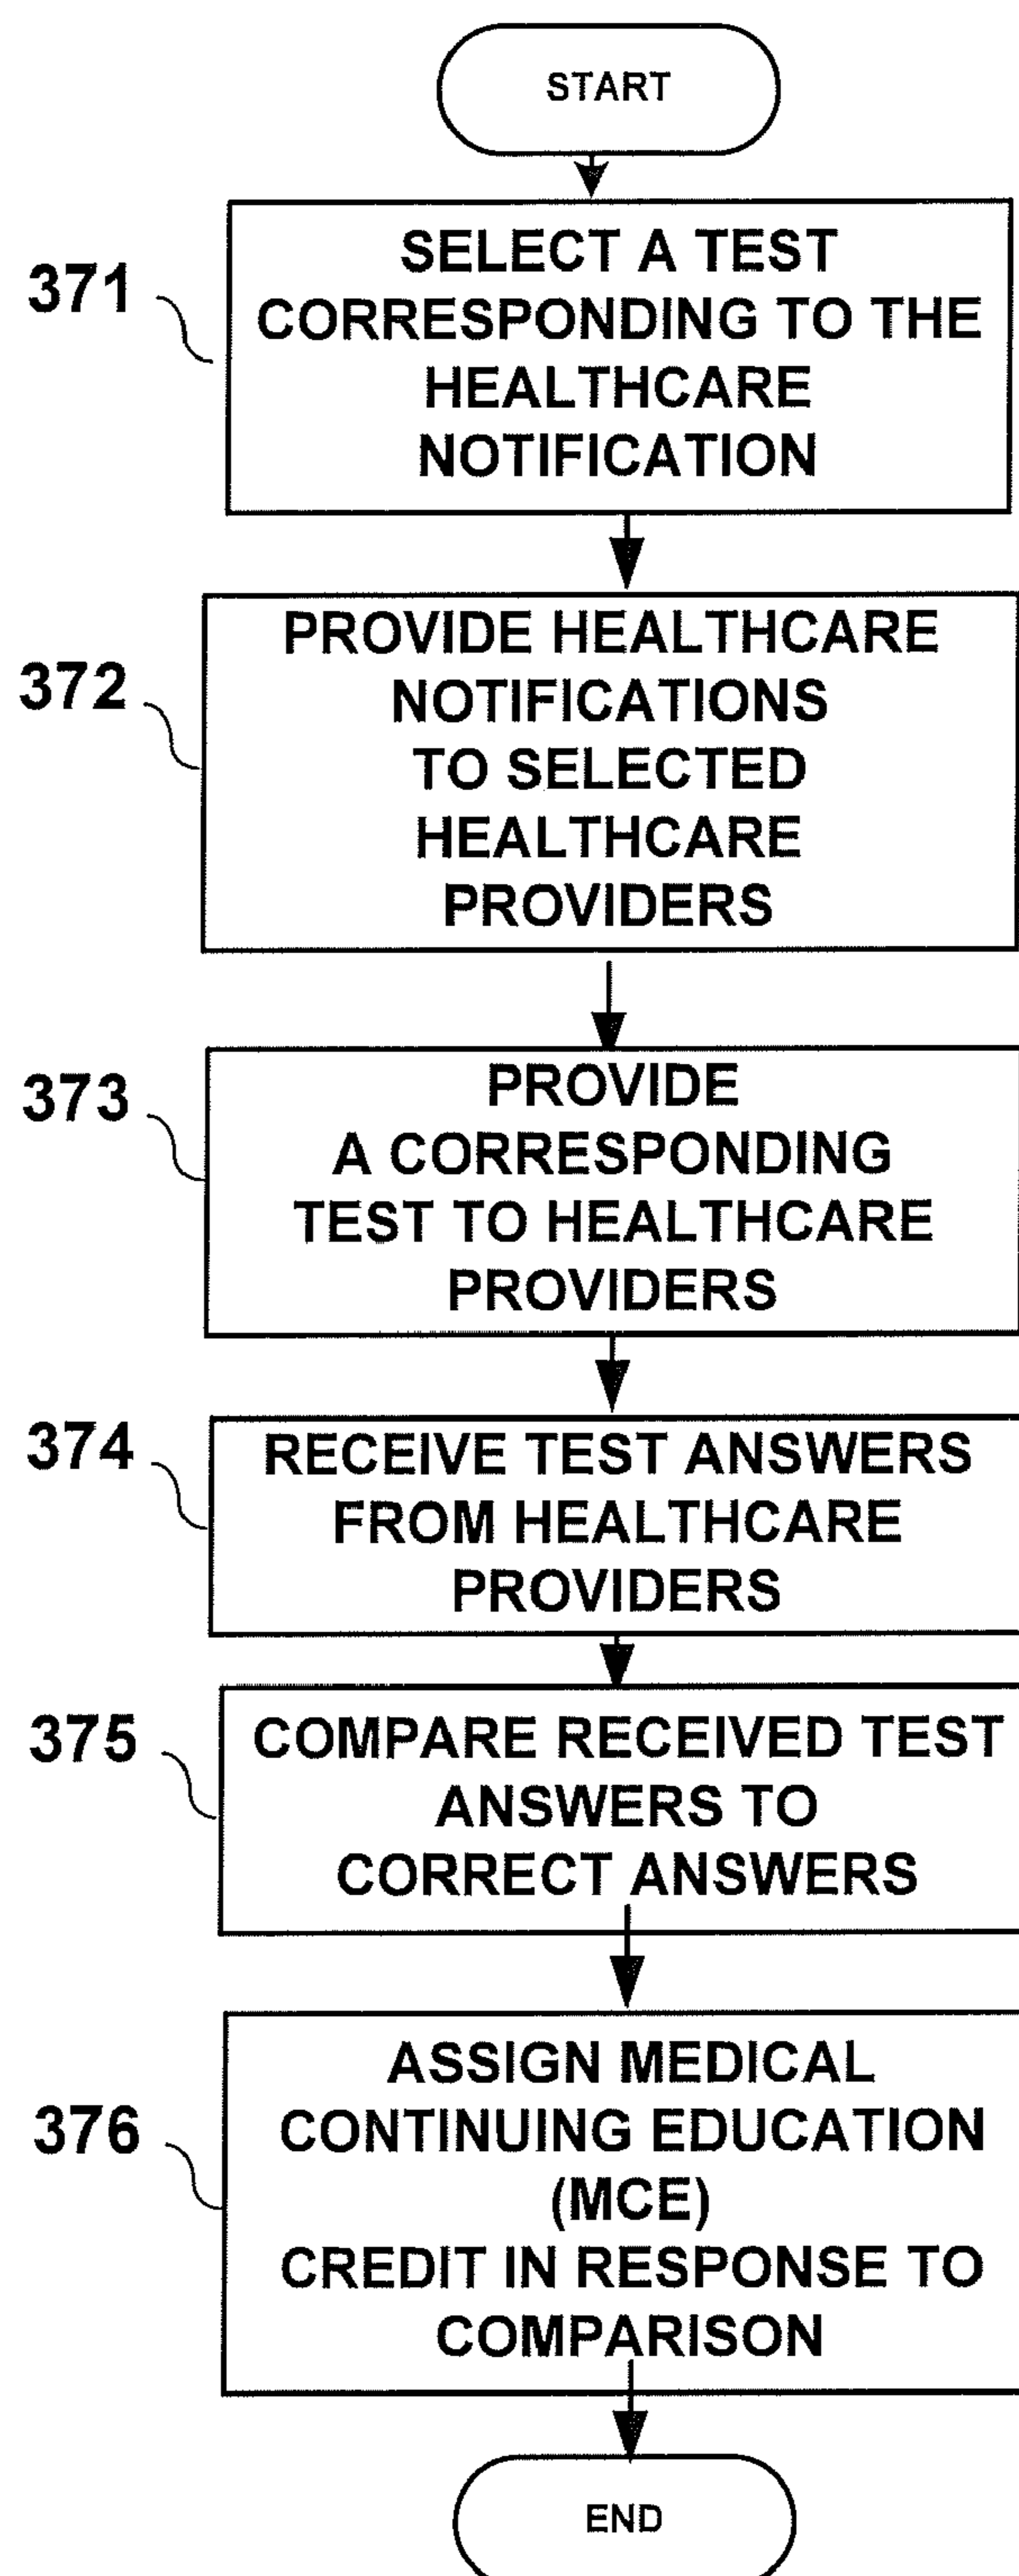 START
371
SELECT A TEST
CORRESPONDING TO THE
HEALTHCARE
NOTIFICATION
372
PROVIDE HEALTHCARE
NOTIFICATIONS
TO SELECTED
HEALTHCARE
PROVIDERS
373
PROVIDE
A CORRESPONDING
TEST TO HEALTHCARE
PROVIDERS
374
RECEIVE TEST ANSWERS
FROM HEALTHCARE
PROVIDERS
375
COMPARE RECEIVED TEST
ANSWERS TO
CORRECT ANSWERS
376
ASSIGN MEDICAL
CONTINUING EDUCATION
(MCE)
CREDIT IN RESPONSE TO
COMPARISON
END